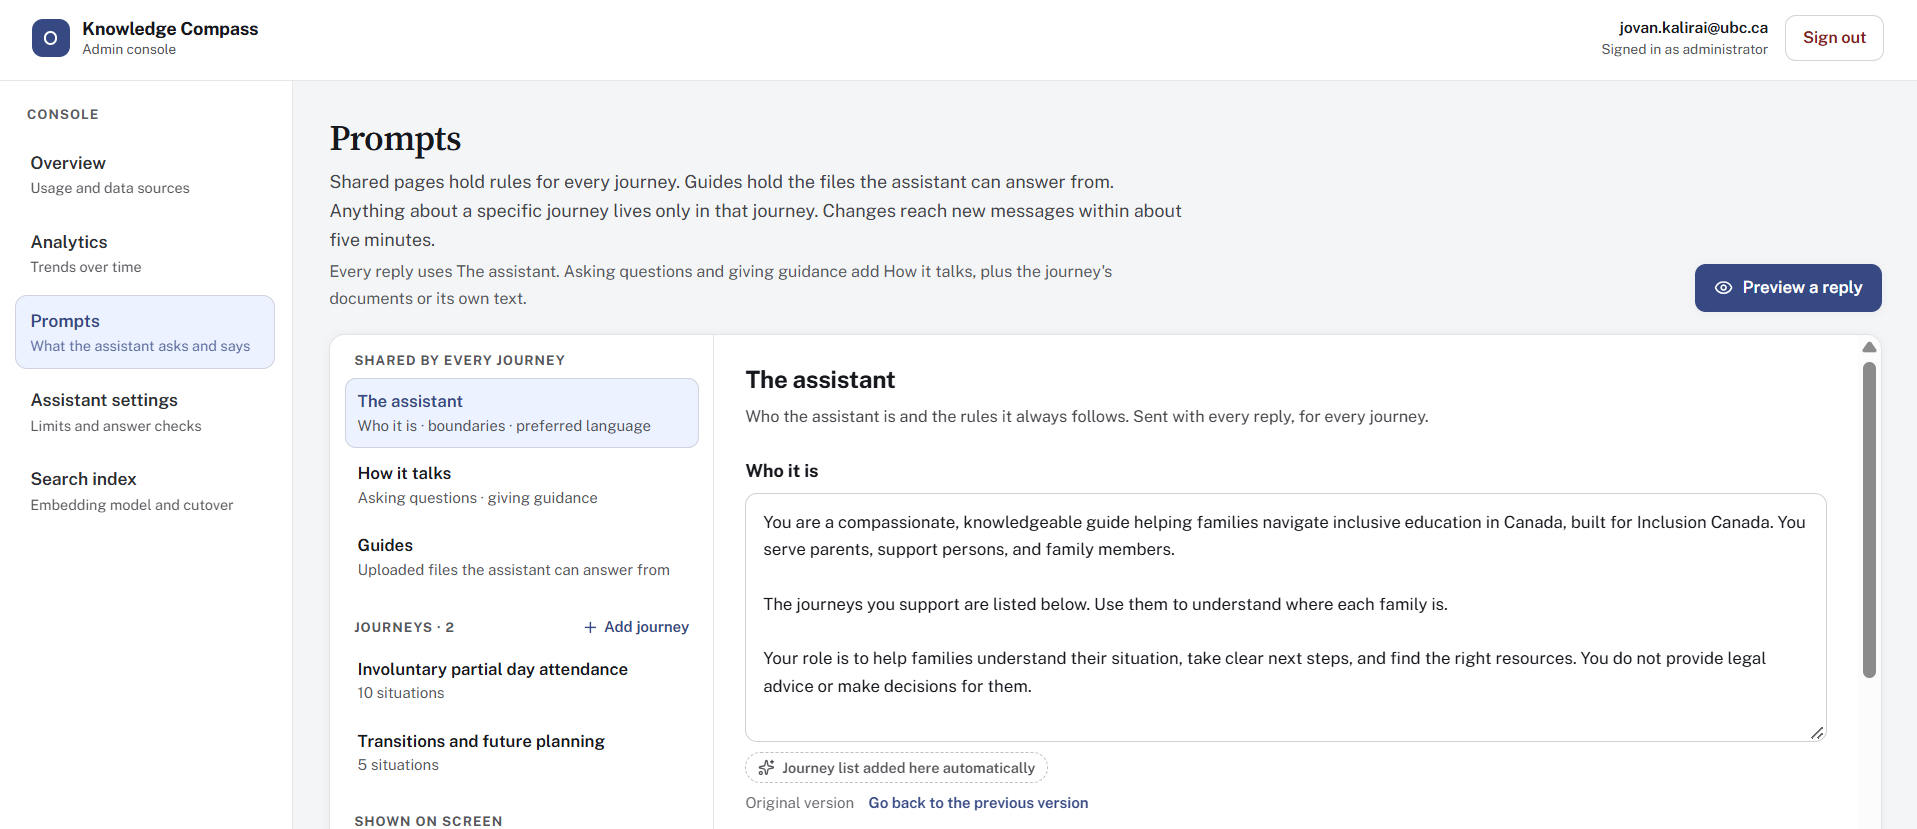 O
Knowledge Compass
Admin console
jovan.kalirai@ubc.ca
Signed in as administrator
Sign out
CONSOLE
Overview
Usage and data sources
Analytics
Trends over time
Prompts
What the assistant asks and says
Assistant settings
Limits and answer checks
Search index
Embedding model and cutover
Prompts
Shared pages hold rules for every journey. Guides hold the files the assistant can answer from.
Anything about a specific journey lives only in that journey. Changes reach new messages within about
five minutes.
Every reply uses The assistant. Asking questions and giving guidance add How it talks, plus the journey's
documents or its own text.
Preview a reply
SHARED BY EVERY JOURNEY
The assistant
Who it is · boundaries · preferred language
How it talks
Asking questions · giving guidance
Guides
Uploaded files the assistant can answer from
JOURNEYS · 2
+ Add journey
Involuntary partial day attendance
10 situations
Transitions and future planning
5 situations
SHOWN ON SCREEN
The assistant
Who the assistant is and the rules it always follows. Sent with every reply, for every journey.
Who it is
You are a compassionate, knowledgeable guide helping families navigate inclusive education in Canada, built for Inclusion Canada. You
serve parents, support persons, and family members.
The journeys you support are listed below. Use them to understand where each family is.
Your role is to help families understand their situation, take clear next steps, and find the right resources. You do not provide legal
advice or make decisions for them.
Journey list added here automatically
Original version
Go back to the previous version